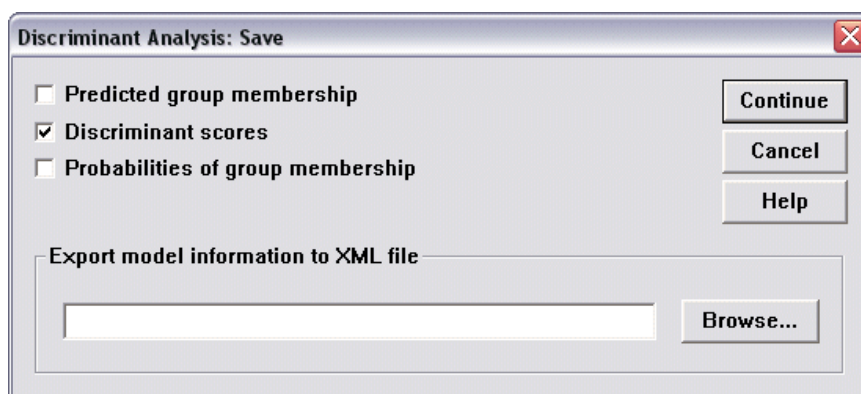 Discriminant Analysis: Save
Predicted group membership
Discriminant scores
Probabilities of group membership
Continue
Cancel
Help
Export model information to XML file
Browse...